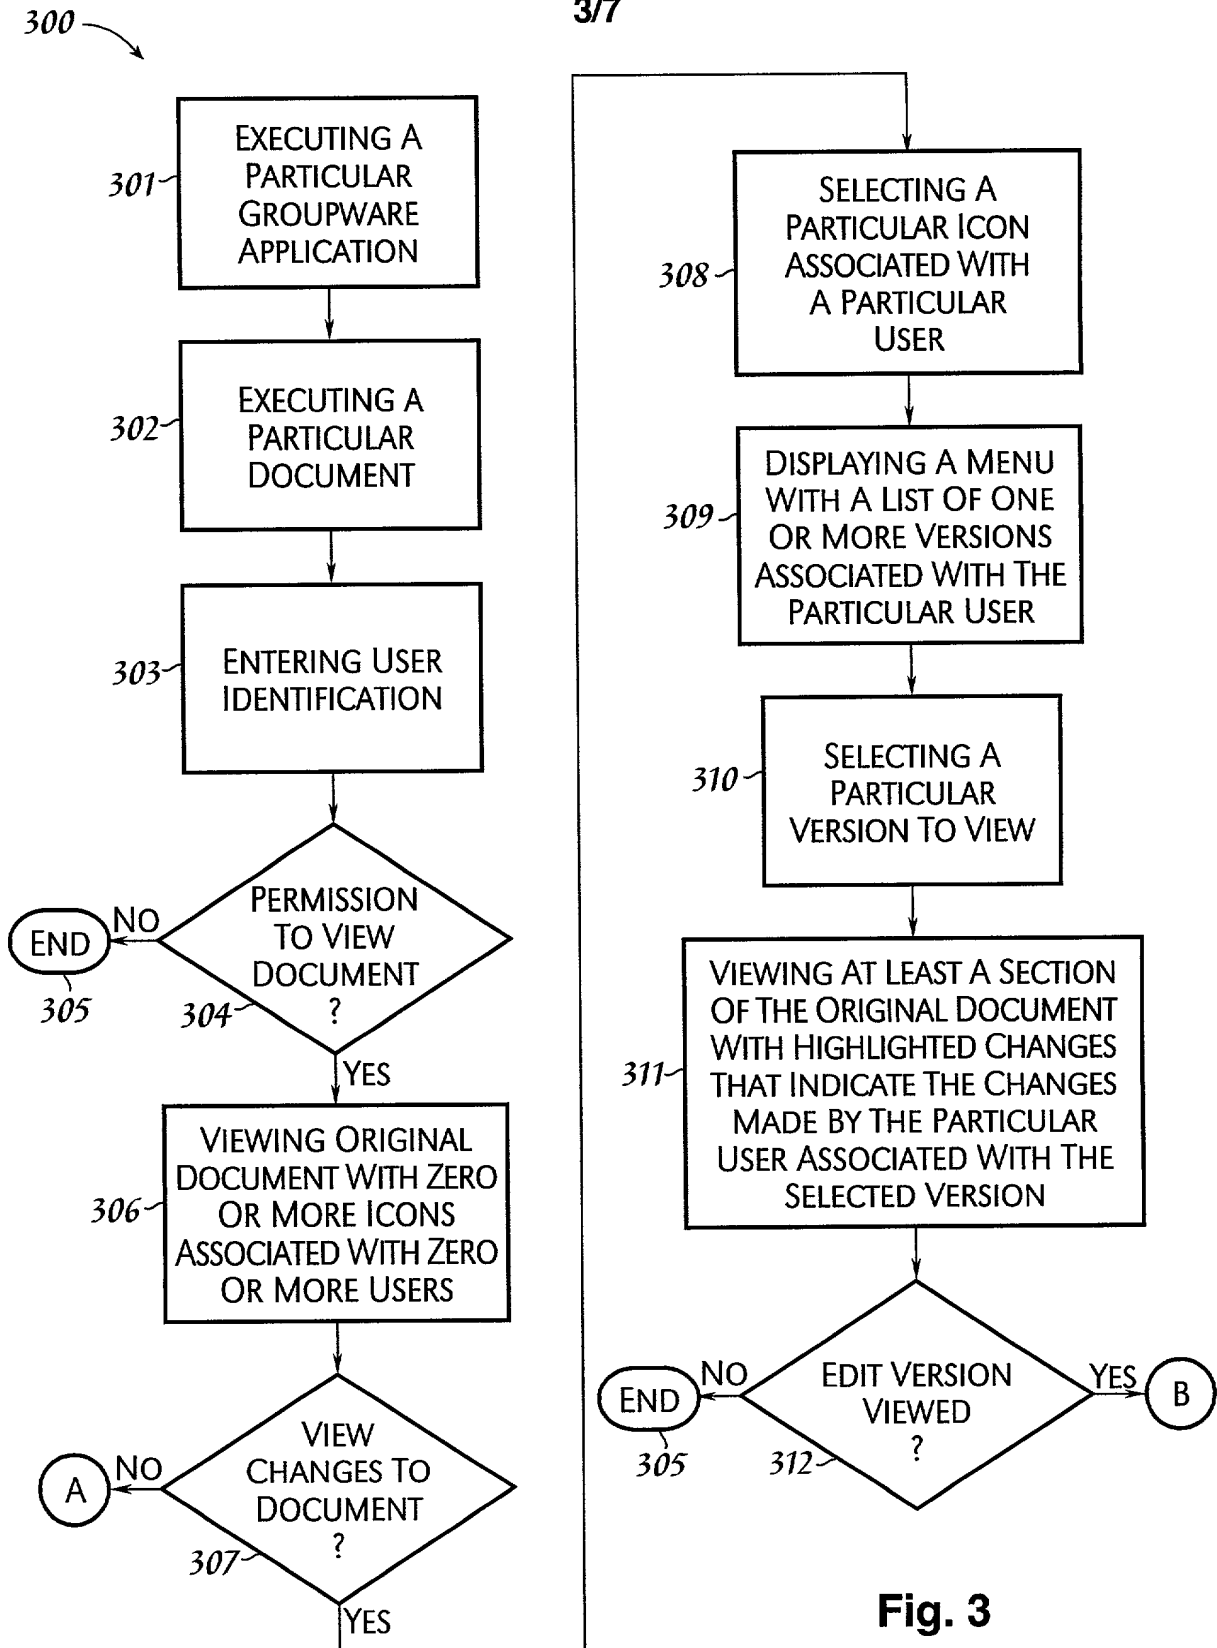 3/7
300
301
EXECUTING A
PARTICULAR
GROUPWARE
APPLICATION
302
EXECUTING A
PARTICULAR
DOCUMENT
303
ENTERING USER
IDENTIFICATION
PERMISSION
TO VIEW
DOCUMENT
?
304
NO
END
305
YES
306
VIEWING ORIGINAL
DOCUMENT WITH ZERO
OR MORE ICONS
ASSOCIATED WITH ZERO
OR MORE USERS
VIEW
CHANGES TO
DOCUMENT
?
307
NO
A
YES
308
SELECTING A
PARTICULAR ICON
ASSOCIATED WITH
A PARTICULAR
USER
309
DISPLAYING A MENU
WITH A LIST OF ONE
OR MORE VERSIONS
ASSOCIATED WITH THE
PARTICULAR USER
310
SELECTING A
PARTICULAR
VERSION TO VIEW
311
VIEWING AT LEAST A SECTION
OF THE ORIGINAL DOCUMENT
WITH HIGHLIGHTED CHANGES
THAT INDICATE THE CHANGES
MADE BY THE PARTICULAR
USER ASSOCIATED WITH THE
SELECTED VERSION
EDIT VERSION
VIEWED
?
312
NO
END
305
YES
B
Fig. 3